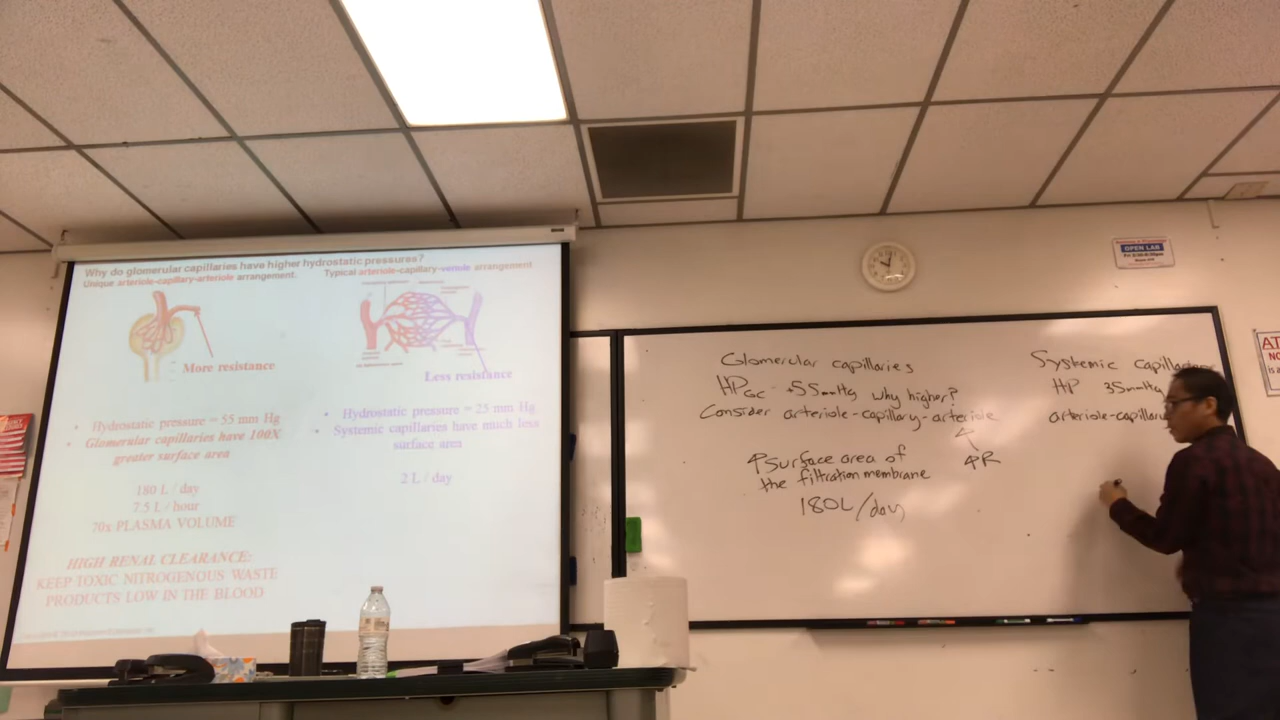 Why do glomerular capillaries have higher hydrostatic pressures?
Unique arteriole-capillary-arteriole arrangement.
Typical arteriole-capillary-venule arrangement
More resistance
Less resistance
• Hydrostatic pressure = 55 mm Hg
• Glomerular capillaries have 100X
greater surface area
180 L / day
7.5 L / hour
70x PLASMA VOLUME
HIGH RENAL CLEARANCE:
KEEP TOXIC NITROGENOUS WASTE
PRODUCTS LOW IN THE BLOOD
• Hydrostatic pressure = 25 mm Hg
• Systemic capillaries have much less
surface area
2 L / day
Glomerular capillaries
HPGC +55mmHg why higher?
Consider arteriole-capillary-arteriole
↑R
↑Surface area of
the filtration membrane
180L/day
Systemic
HP 35mmHg
arteriole-capillary
OPEN LAB